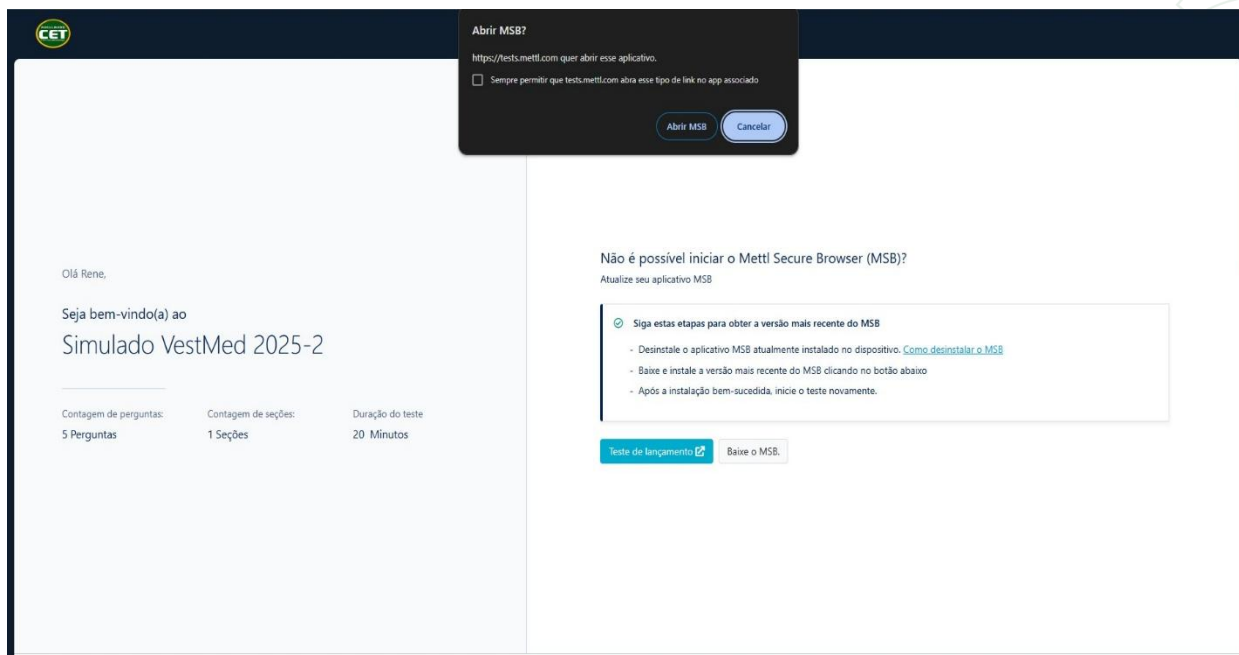 CET
Abrir MSB?
https://tests.mettl.com quer abrir esse aplicativo.
Sempre permitir que tests.mettl.com abra esse tipo de link no app associado
Abrir MSB
Cancelar
Olá Rene,
Seja bem-vindo(a) ao
Simulado VestMed 2025-2
Contagem de perguntas:
5 Perguntas
Contagem de seções:
1 Seções
Duração do teste
20 Minutos
Não é possível iniciar o Mettl Secure Browser (MSB)?
Atualize seu aplicativo MSB
Siga estas etapas para obter a versão mais recente do MSB
- Desinstale o aplicativo MSB atualmente instalado no dispositivo. Como desinstalar o MSB
- Baixe e instale a versão mais recente do MSB clicando no botão abaixo
- Após a instalação bem-sucedida, inicie o teste novamente.
Teste de lançamento
Baixe o MSB.